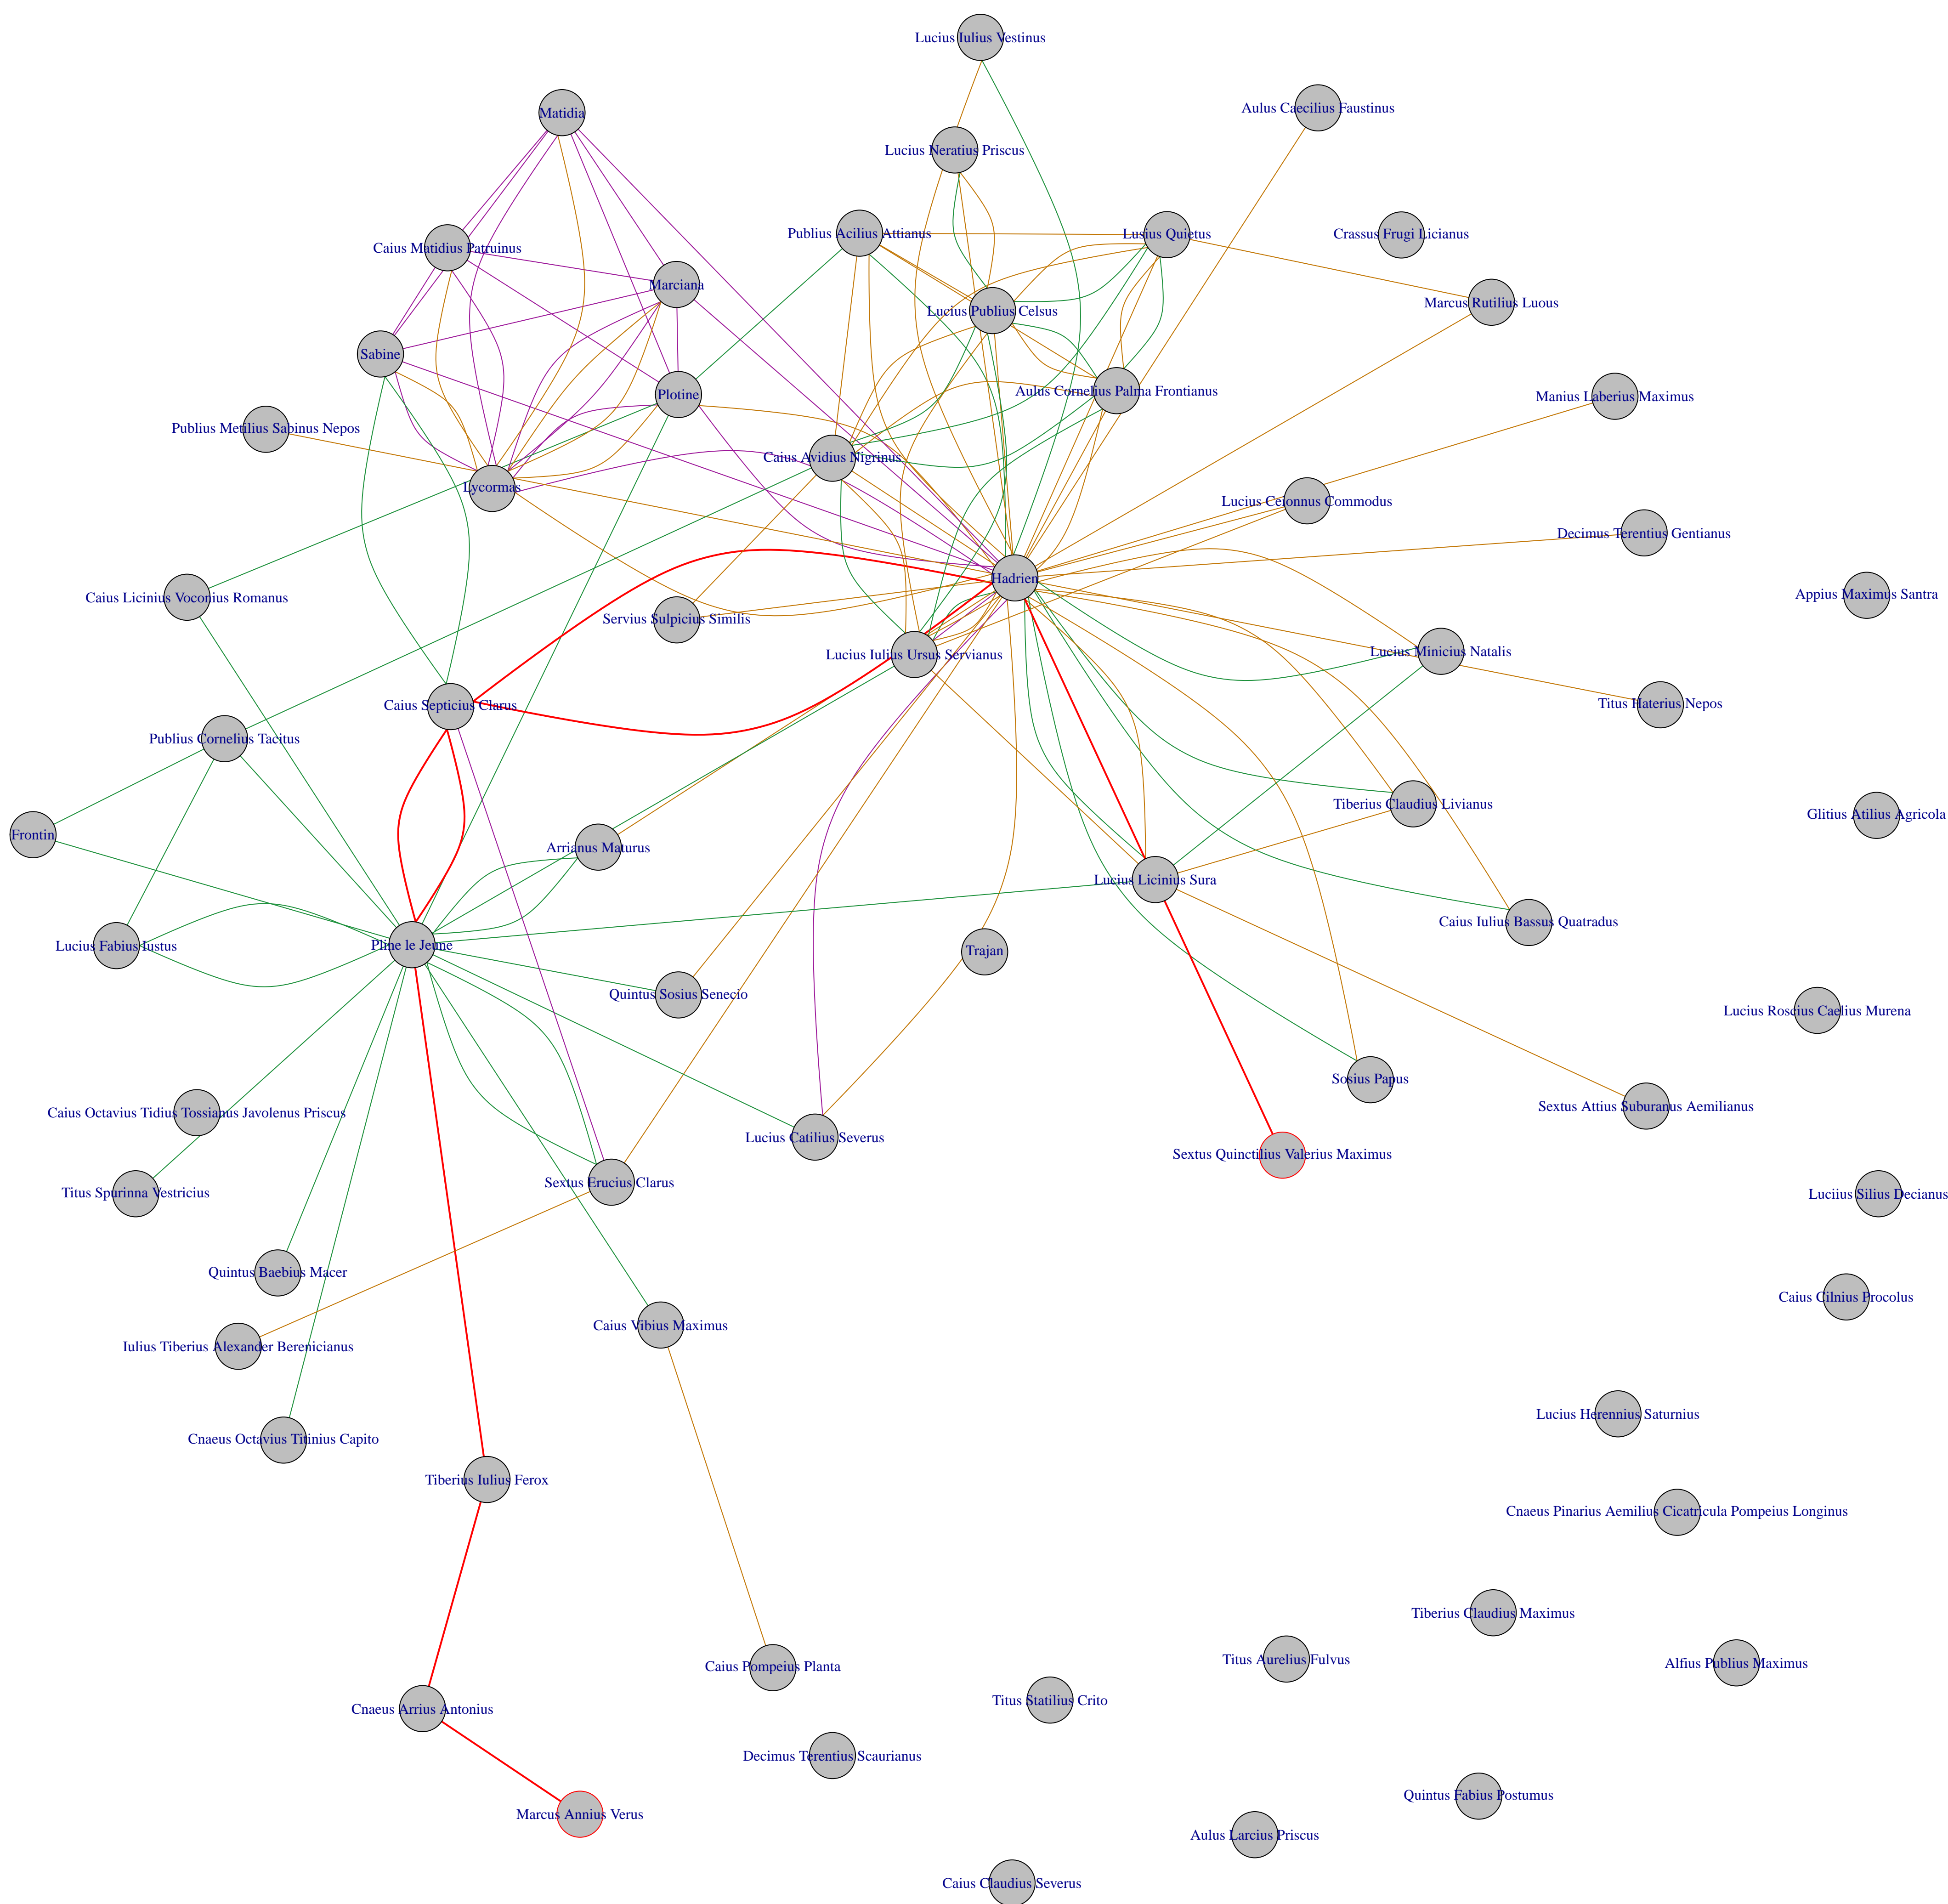 Lucius Iulius Vestinus
Aulus Caecilius Faustinus
Matidia
Lucius Neratius Priscus
Publius Acilius Attianus
Lusius Quietus
Crassus Frugi Licianus
Caius Matidius Patruinus
Marciana
Marcus Rutilius Luous
Lucius Publius Celsus
Sabine
Plotine
Aulus Cornelius Palma Frontianus
Manius Laberius Maximus
Publius Metilius Sabinus Nepos
Caius Avidius Nigrinus
Lycormas
Lucius Ceionnus Commodus
Decimus Terentius Gentianus
Hadrien
Caius Licinius Voconius Romanus
Appius Maximus Santra
Servius Sulpicius Similis
Lucius Iulius Ursus Servianus
Lucius Minicius Natalis
Caius Septicius Clarus
Titus Haterius Nepos
Publius Cornelius Tacitus
Tiberius Claudius Livianus
Glitius Atilius Agricola
Frontin
Arrianus Maturus
Lucius Licinius Sura
Caius Iulius Bassus Quatradus
Lucius Fabius Iustus
Pline le Jeune
Trajan
Quintus Sosius Senecio
Lucius Roscius Caelius Murena
Sosius Papus
Sextus Attius Suburanus Aemilianus
Caius Octavius Tidius Tossianus Javolenus Priscus
Lucius Catilius Severus
Sextus Quinctilius Valerius Maximus
Sextus Erucius Clarus
Titus Spurinna Vestricius
Luciius Silius Decianus
Quintus Baebius Macer
Caius Cilnius Procolus
Caius Vibius Maximus
Iulius Tiberius Alexander Berenicianus
Lucius Herennius Saturnius
Cnaeus Octavius Titinius Capito
Tiberius Iulius Ferox
Cnaeus Pinarius Aemilius Cicatricula Pompeius Longinus
Tiberius Claudius Maximus
Titus Aurelius Fulvus
Alfius Publius Maximus
Caius Pompeius Planta
Titus Statilius Crito
Cnaeus Arrius Antonius
Decimus Terentius Scaurianus
Quintus Fabius Postumus
Marcus Annius Verus
Aulus Larcius Priscus
Caius Claudius Severus